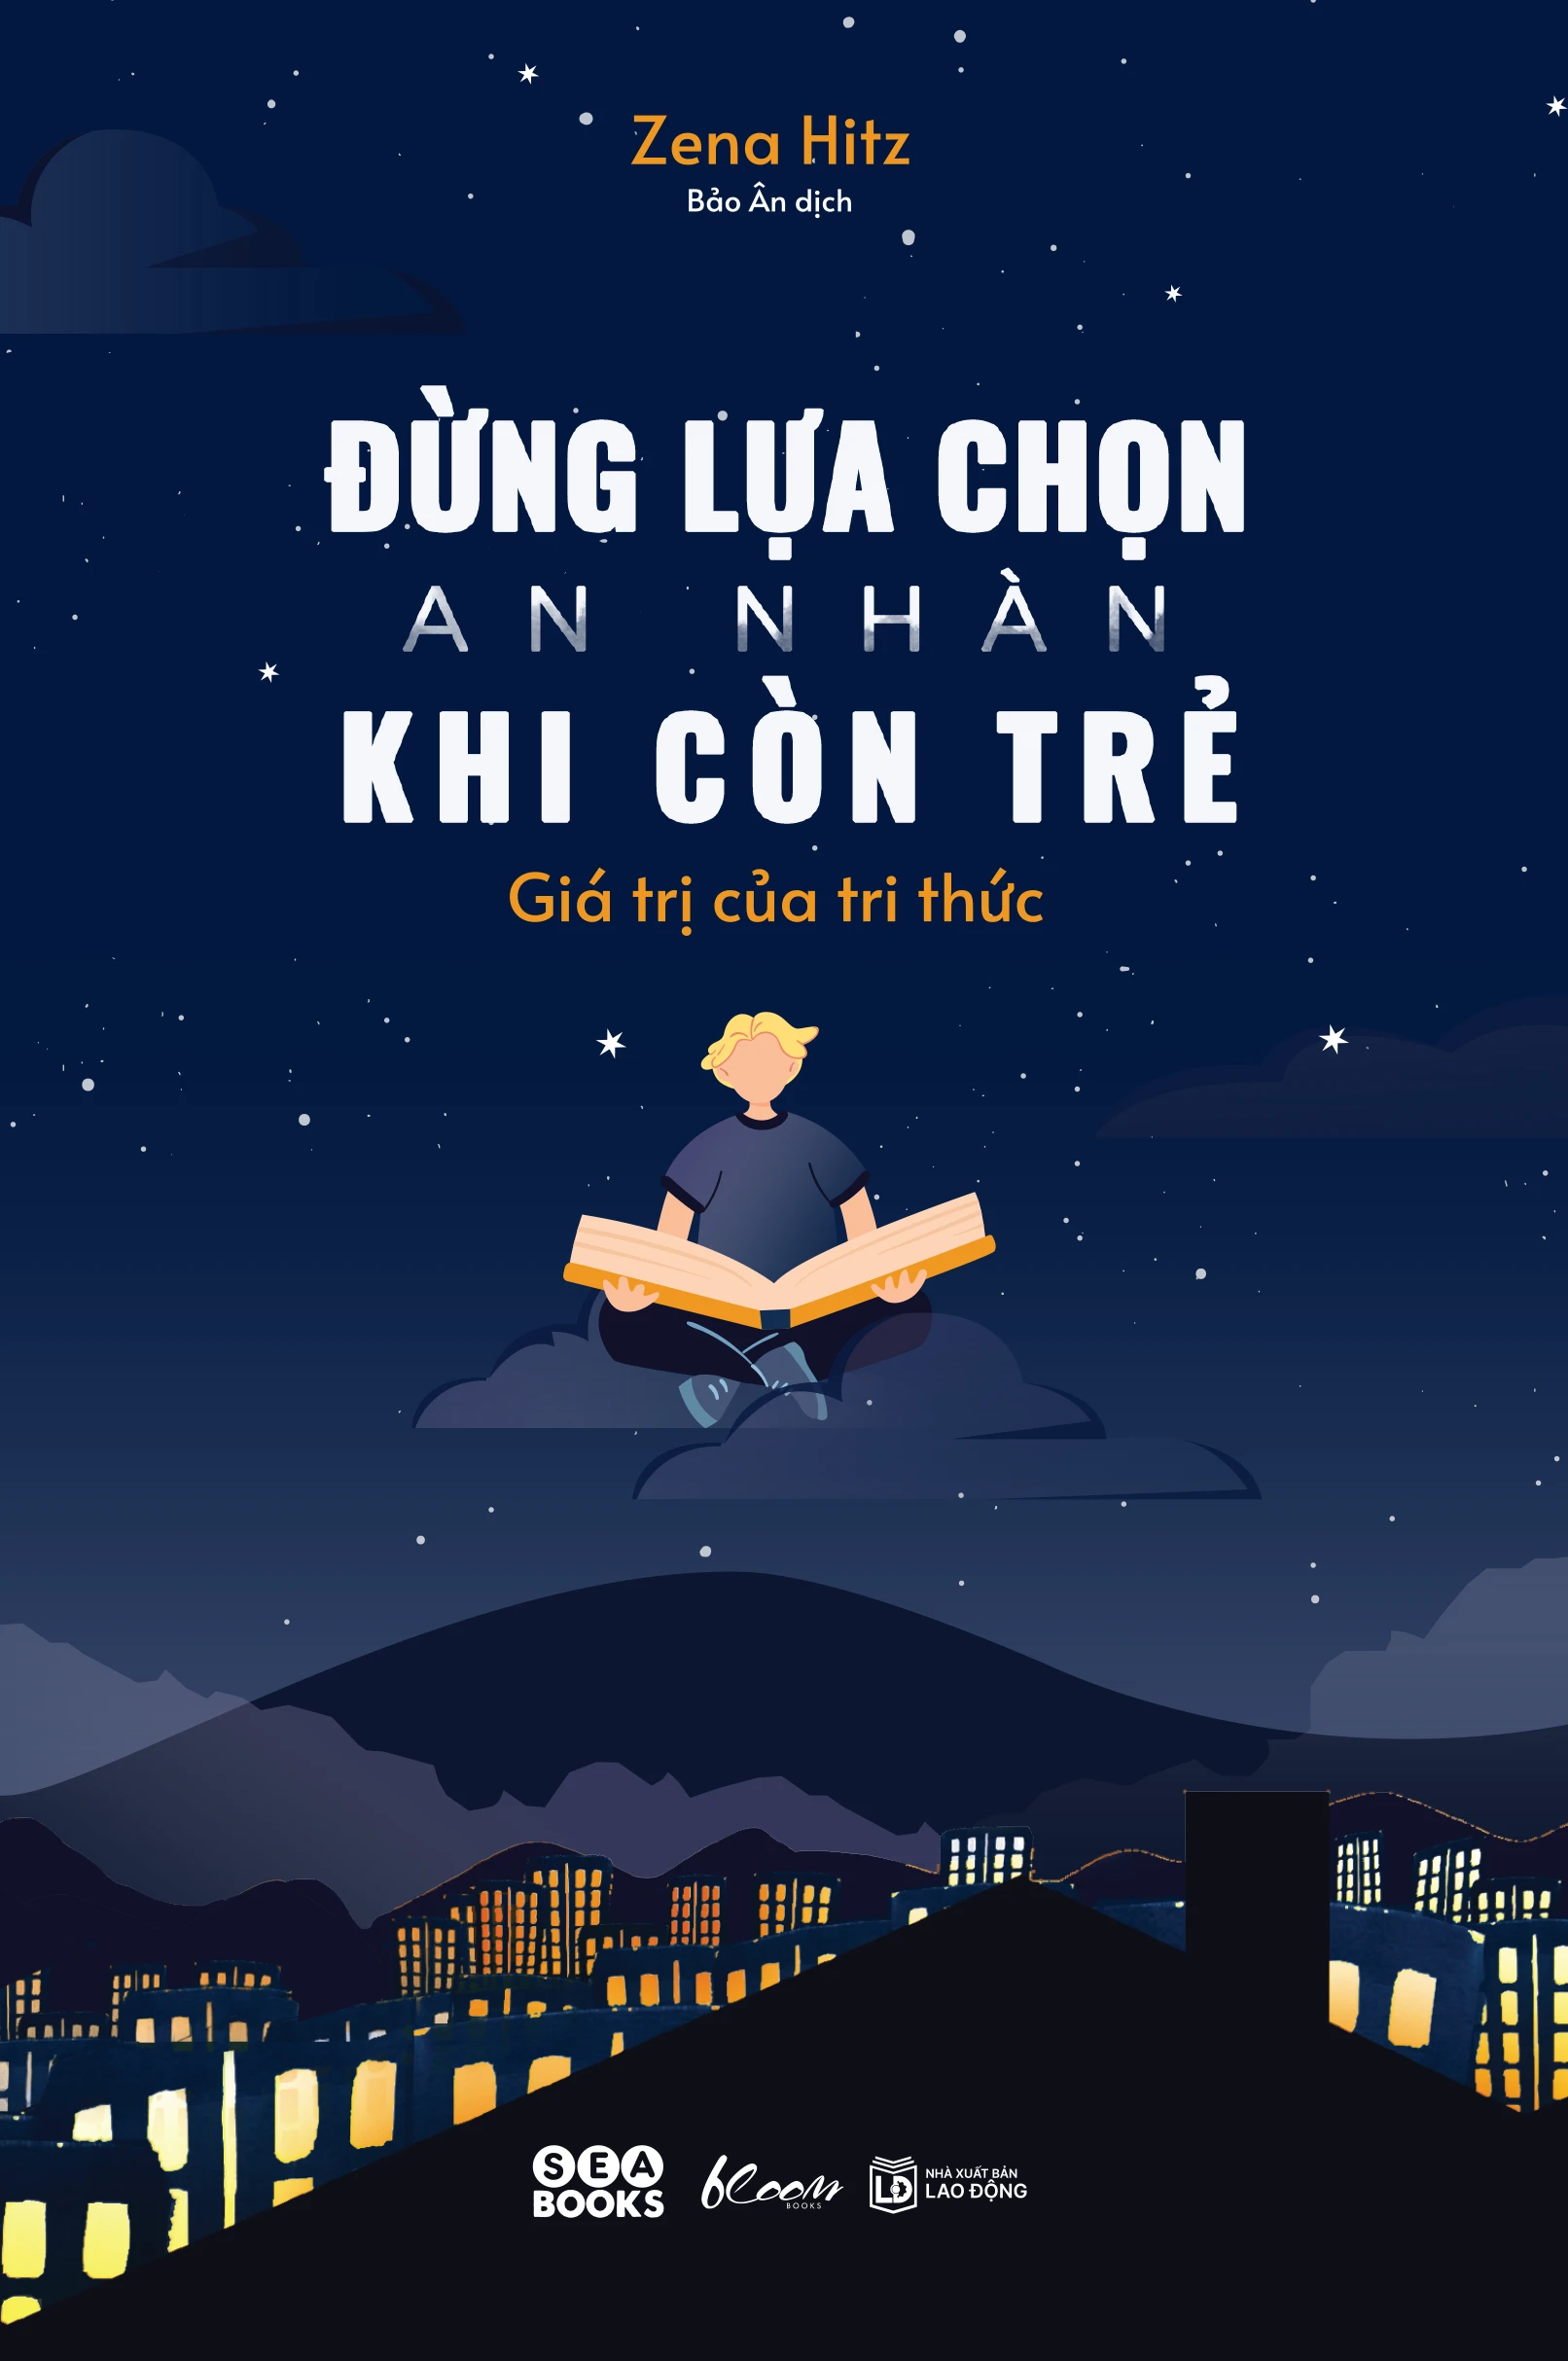 Zena Hitz
Bảo Ân dịch
ĐỪNG LỰA CHỌN
AN NHÀN
KHI CÒN TRẺ
Giá trị của tri thức
SEA
BOOKS
bloom
BOOKS
LĐ
NHÀ XUẤT BẢN
LAO ĐỘNG